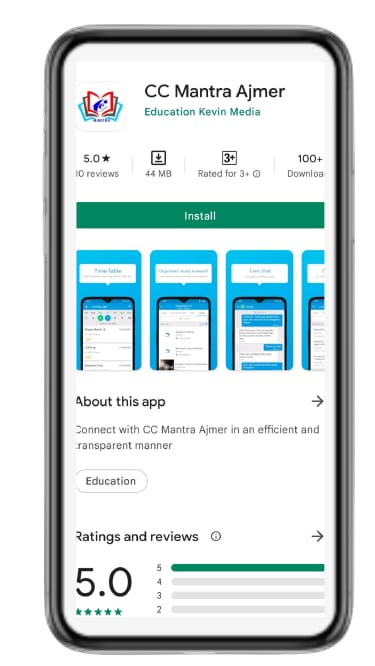 CC Mantra Ajmer
Education Kevin Media
5.0★
10 reviews
44 MB
3+
Rated for 3+
100+
Downloa
Install
Time-table
Organised study material
Live chat
About this app
Connect with CC Mantra Ajmer in an efficient and
transparent manner
Education
Ratings and reviews
5.0
5
4
3
2